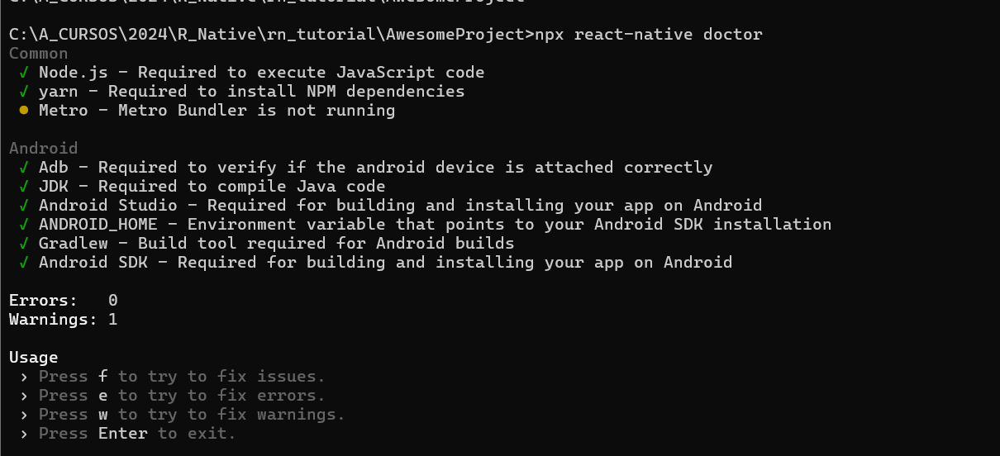 C:\A_CURSOS\2024\R_Native\rn_tutorial\AwesomeProject
C:\A_CURSOS\2024\R_Native\rn_tutorial\AwesomeProject>npx react-native doctor
Common
✓ Node.js - Required to execute JavaScript code
✓ yarn - Required to install NPM dependencies
● Metro - Metro Bundler is not running
Android
✓ Adb - Required to verify if the android device is attached correctly
✓ JDK - Required to compile Java code
✓ Android Studio - Required for building and installing your app on Android
✓ ANDROID_HOME - Environment variable that points to your Android SDK installation
✓ Gradlew - Build tool required for Android builds
✓ Android SDK - Required for building and installing your app on Android
Errors: 0
Warnings: 1
Usage
› Press f to try to fix issues.
› Press e to try to fix errors.
› Press w to try to fix warnings.
› Press Enter to exit.